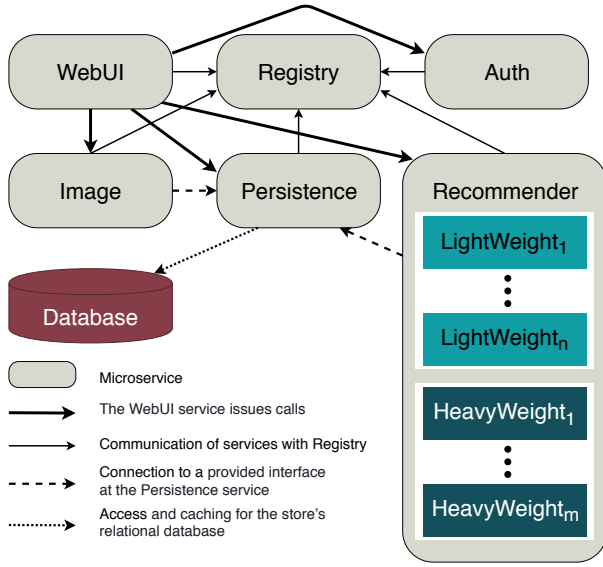 WebUI
Registry
Auth
Image
Persistence
Recommender
LightWeight1
LightWeightn
HeavyWeight1
HeavyWeightm
Database
Microservice
The WebUI service issues calls
Communication of services with Registry
Connection to a provided interface
at the Persistence service
Access and caching for the store's
relational database